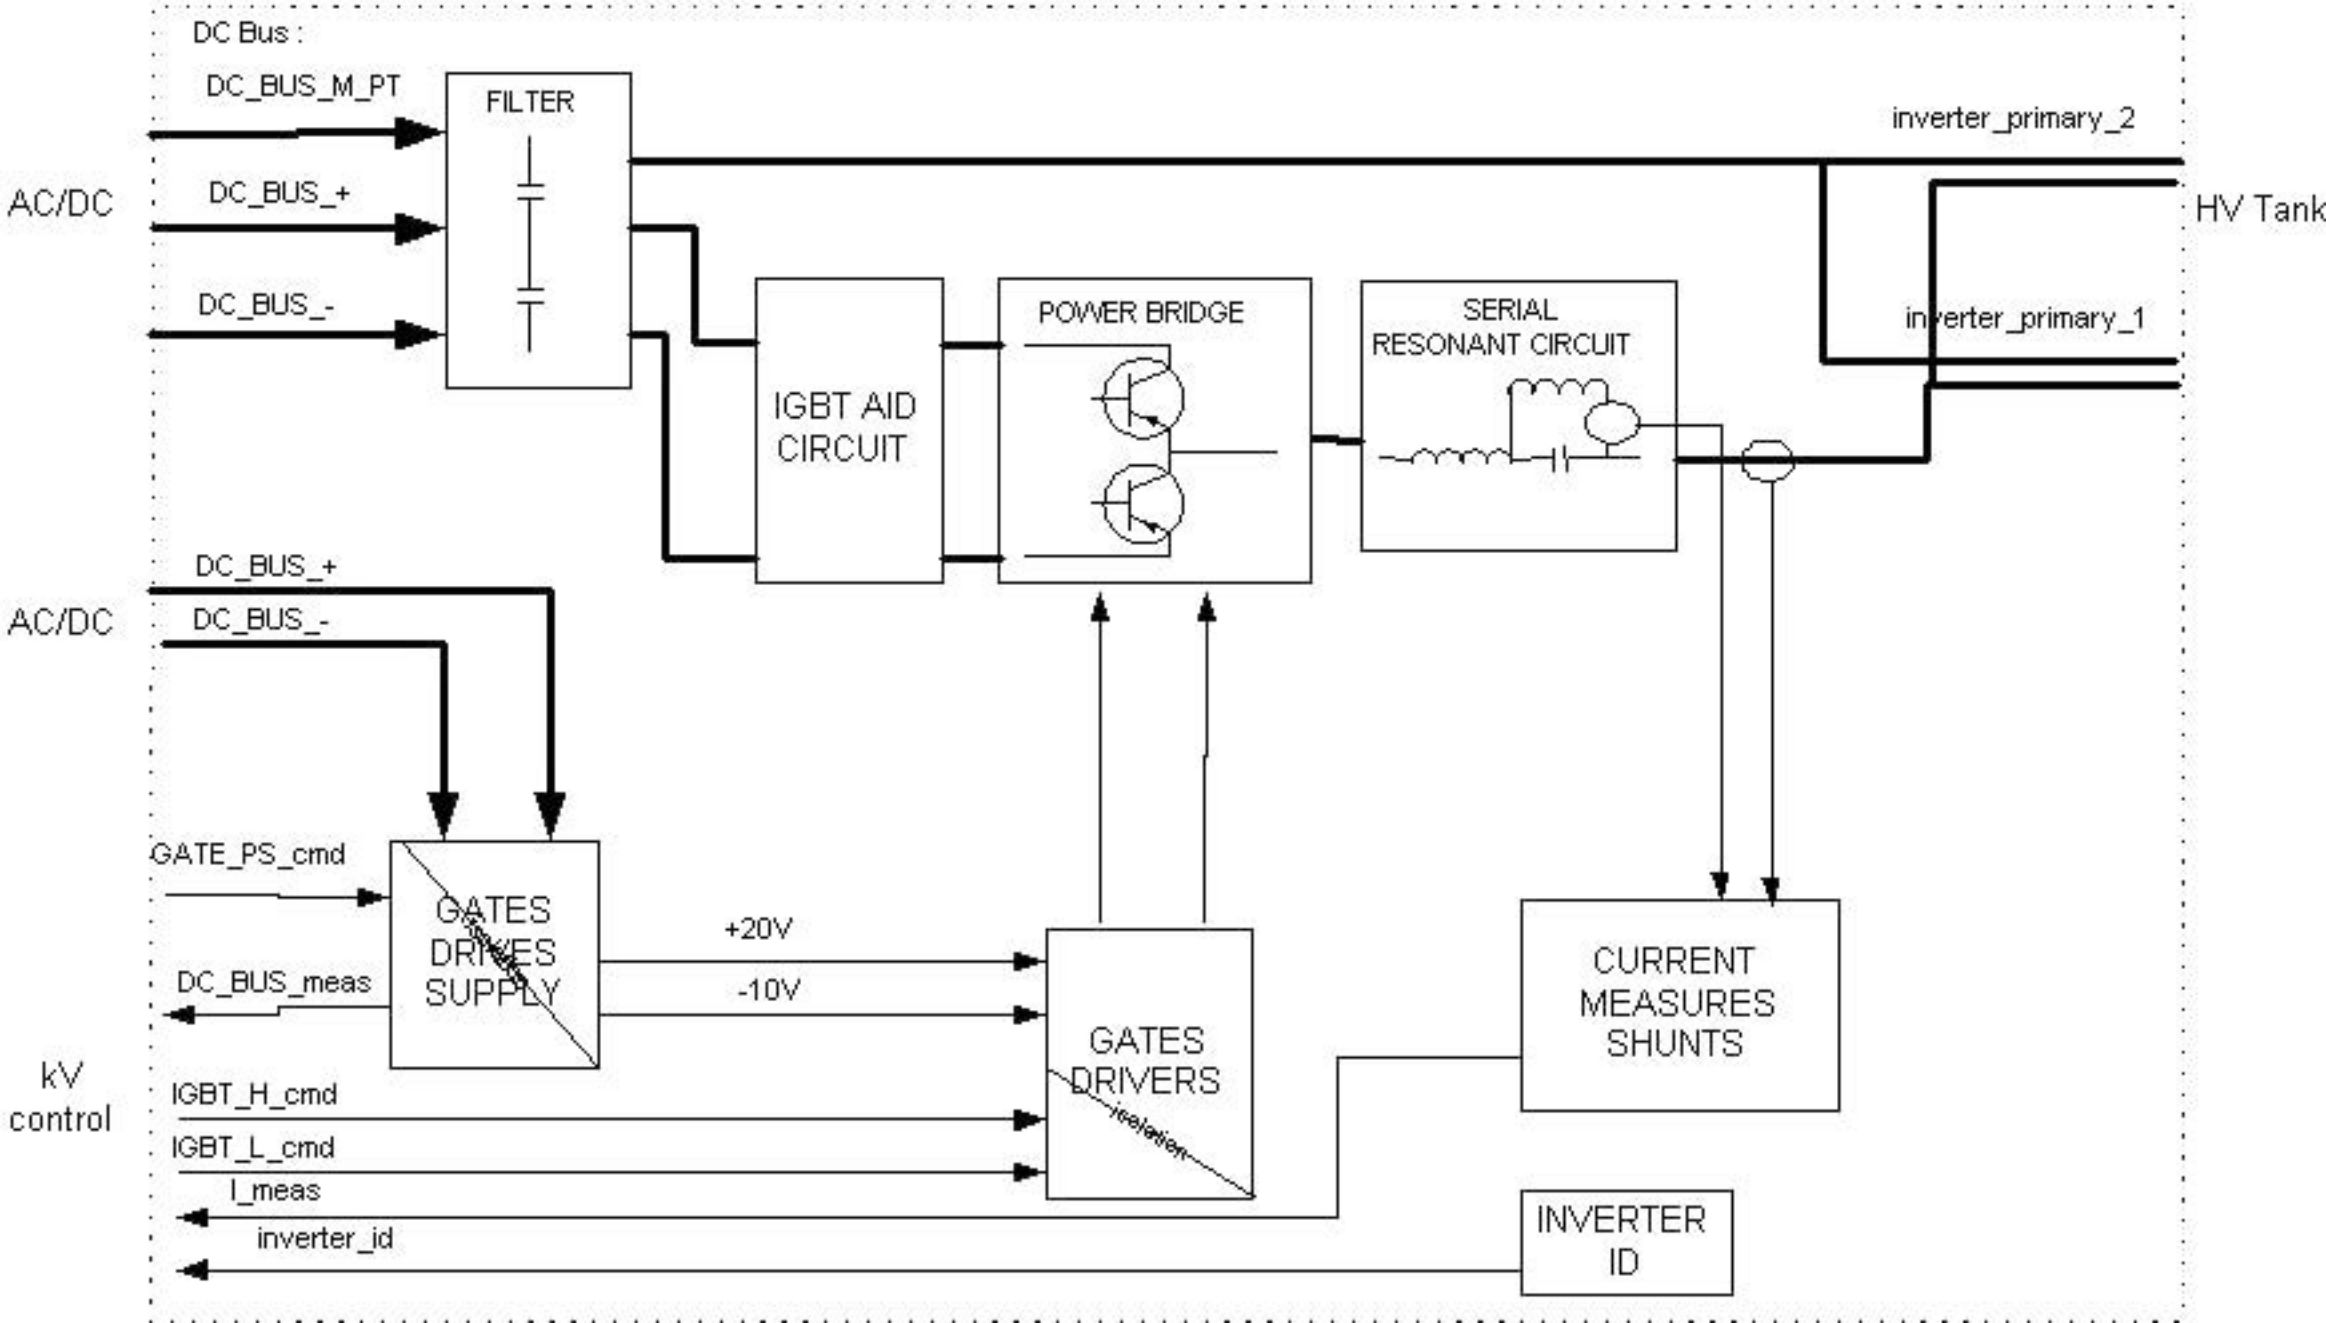 DC Bus :
DC_BUS_M_PT
FILTER
inverter_primary_2
AC/DC
DC_BUS_+
HV Tank
DC_BUS_-
POWER BRIDGE
SERIAL
RESONANT CIRCUIT
inverter_primary_1
IGBT AID
CIRCUIT
DC_BUS_+
AC/DC
DC_BUS_-
GATE_PS_cmd
GATES
DRIVES
SUPPLY
+20V
DC_BUS_meas
-10V
CURRENT
MEASURES
SHUNTS
GATES
DRIVERS
isolation
kV
control
IGBT_H_cmd
IGBT_L_cmd
I_meas
inverter_id
INVERTER
ID